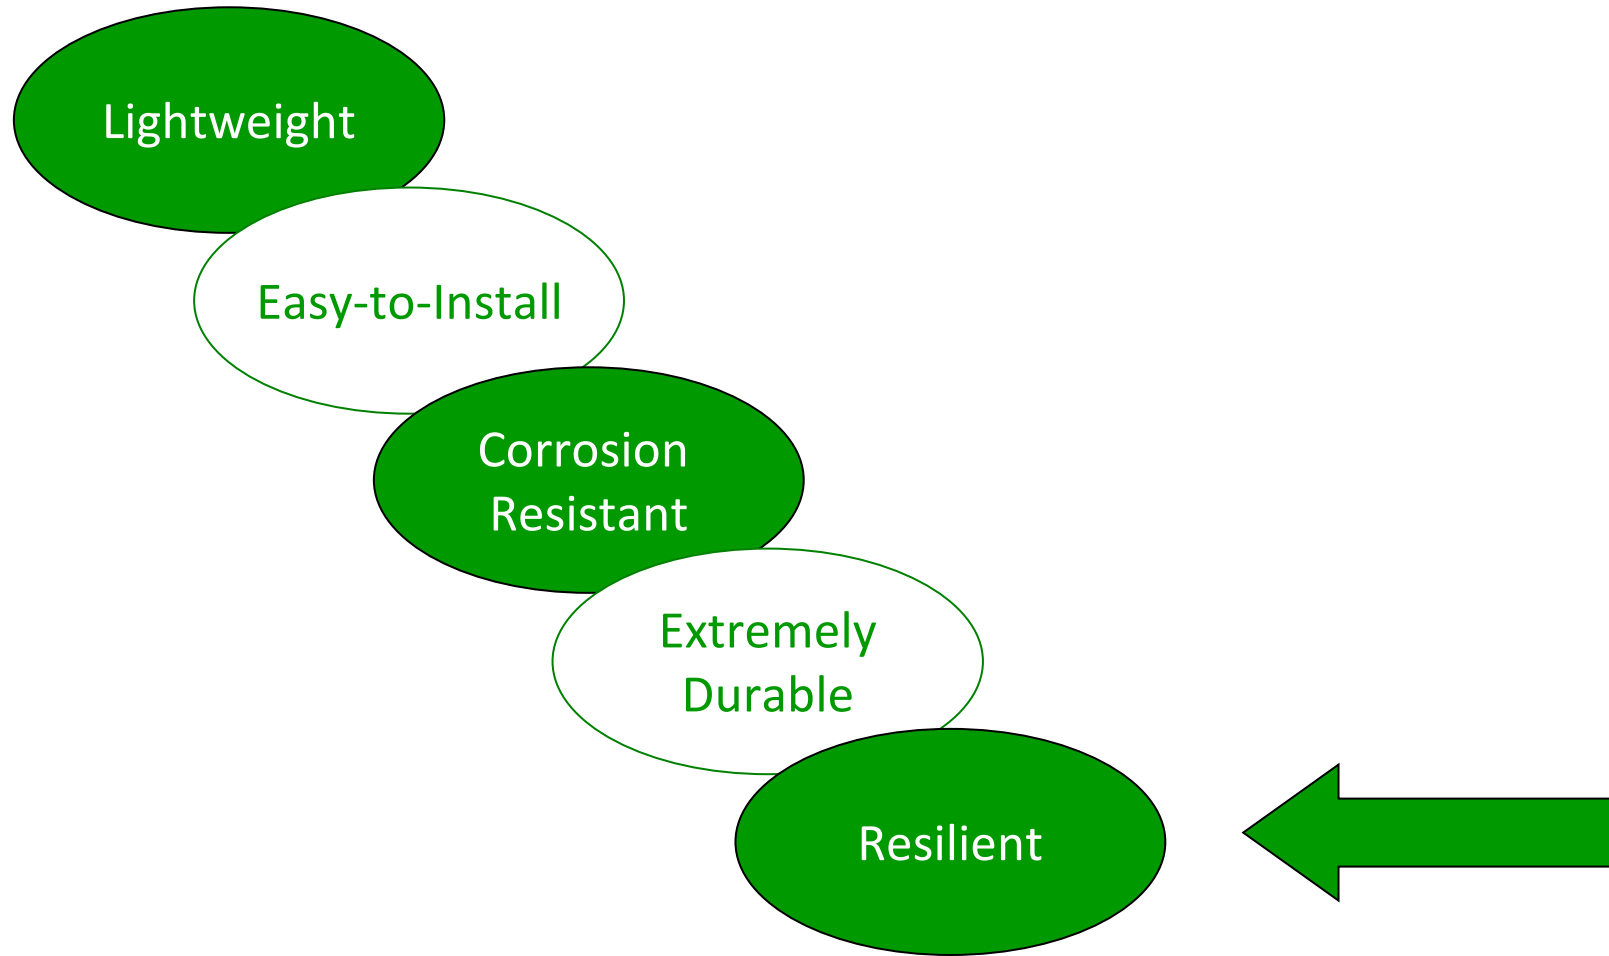 Lightweight
Easy-to-Install
Corrosion
Resistant
Extremely
Durable
Resilient